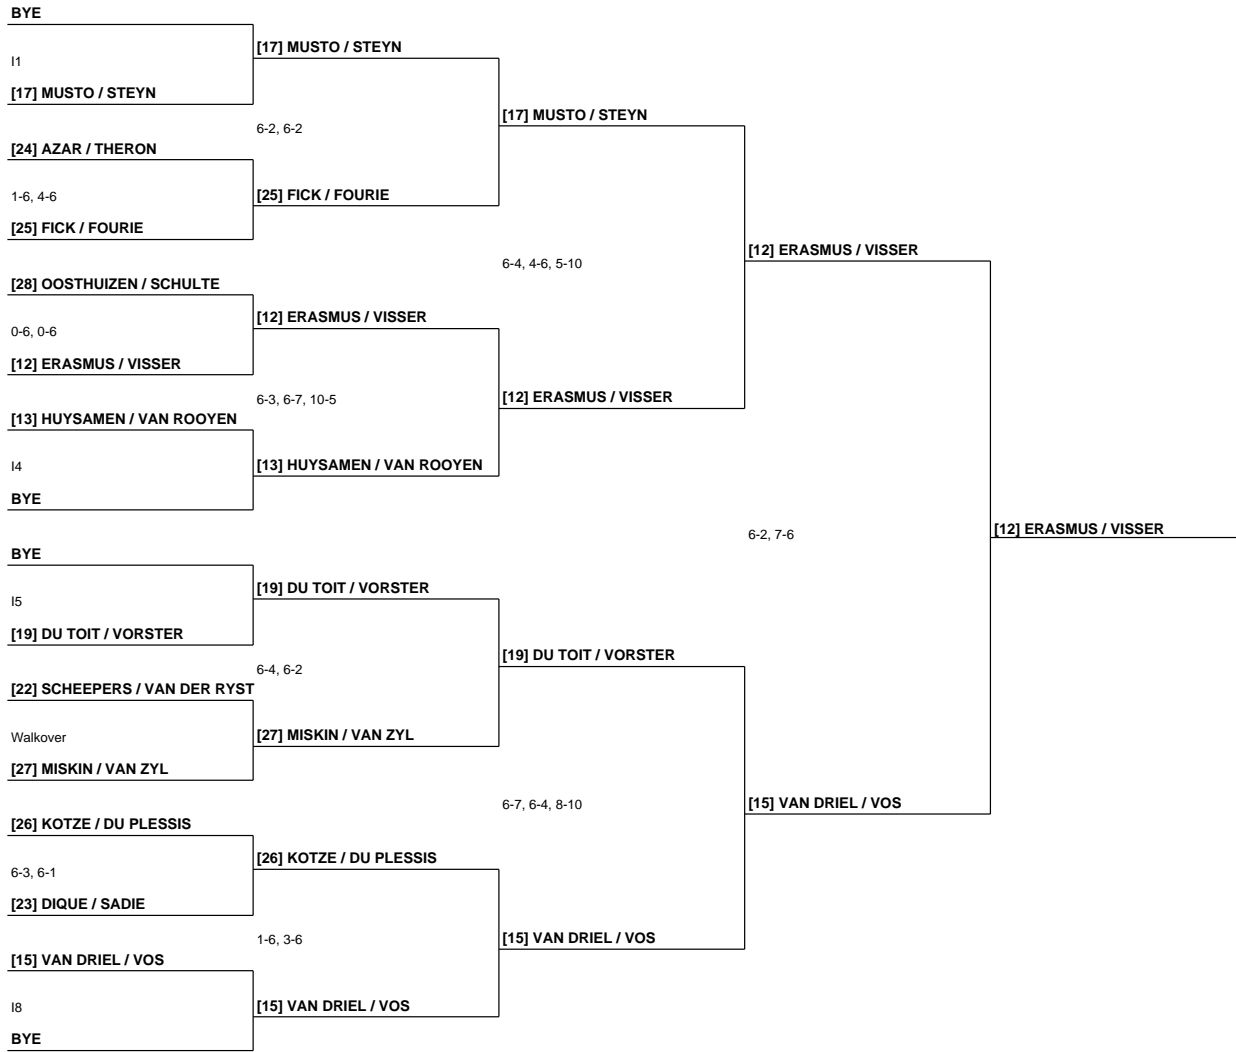 BYE
[17] MUSTO / STEYN
I1
[17] MUSTO / STEYN
[17] MUSTO / STEYN
6-2, 6-2
[24] AZAR / THERON
[25] FICK / FOURIE
1-6, 4-6
[25] FICK / FOURIE
[12] ERASMUS / VISSER
6-4, 4-6, 5-10
[28] OOSTHUIZEN / SCHULTE
[12] ERASMUS / VISSER
0-6, 0-6
[12] ERASMUS / VISSER
[12] ERASMUS / VISSER
6-3, 6-7, 10-5
[13] HUYSAMEN / VAN ROOYEN
[13] HUYSAMEN / VAN ROOYEN
I4
BYE
[12] ERASMUS / VISSER
6-2, 7-6
BYE
[19] DU TOIT / VORSTER
I5
[19] DU TOIT / VORSTER
[19] DU TOIT / VORSTER
6-4, 6-2
[22] SCHEEPERS / VAN DER RYST
[27] MISKIN / VAN ZYL
Walkover
[27] MISKIN / VAN ZYL
[15] VAN DRIEL / VOS
6-7, 6-4, 8-10
[26] KOTZE / DU PLESSIS
[26] KOTZE / DU PLESSIS
6-3, 6-1
[23] DIQUE / SADIE
[15] VAN DRIEL / VOS
1-6, 3-6
[15] VAN DRIEL / VOS
[15] VAN DRIEL / VOS
I8
BYE